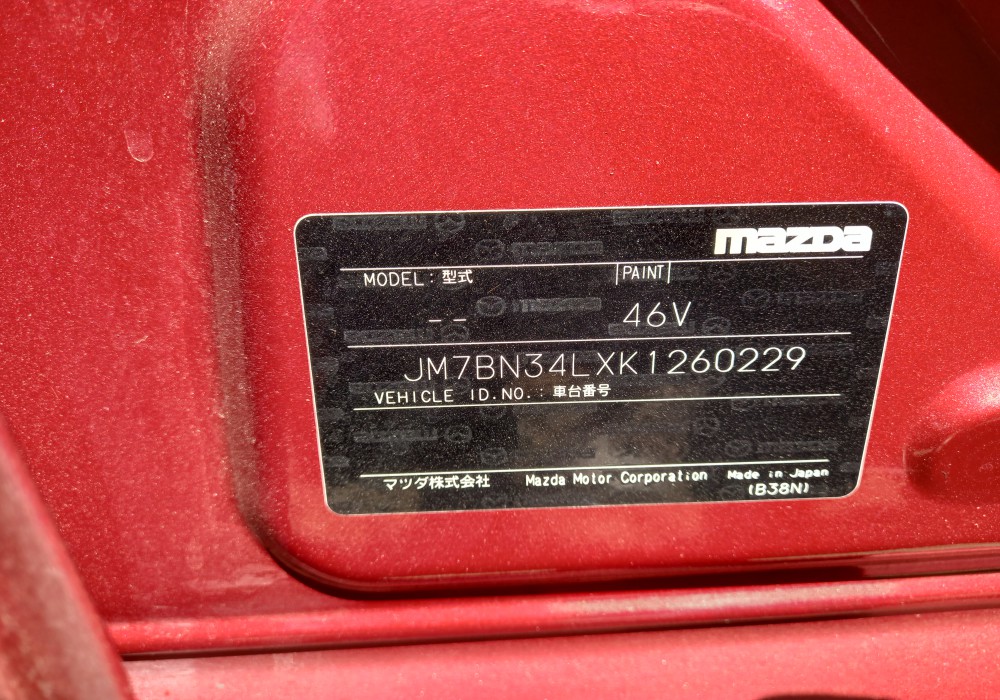 mazda
MODEL : 型式 PAINT
-- 46V
JM7BN34LXK1260229
VEHICLE ID.NO. : 車台番号
マツダ株式会社 Mazda Motor Corporation Made in Japan
(B38N)